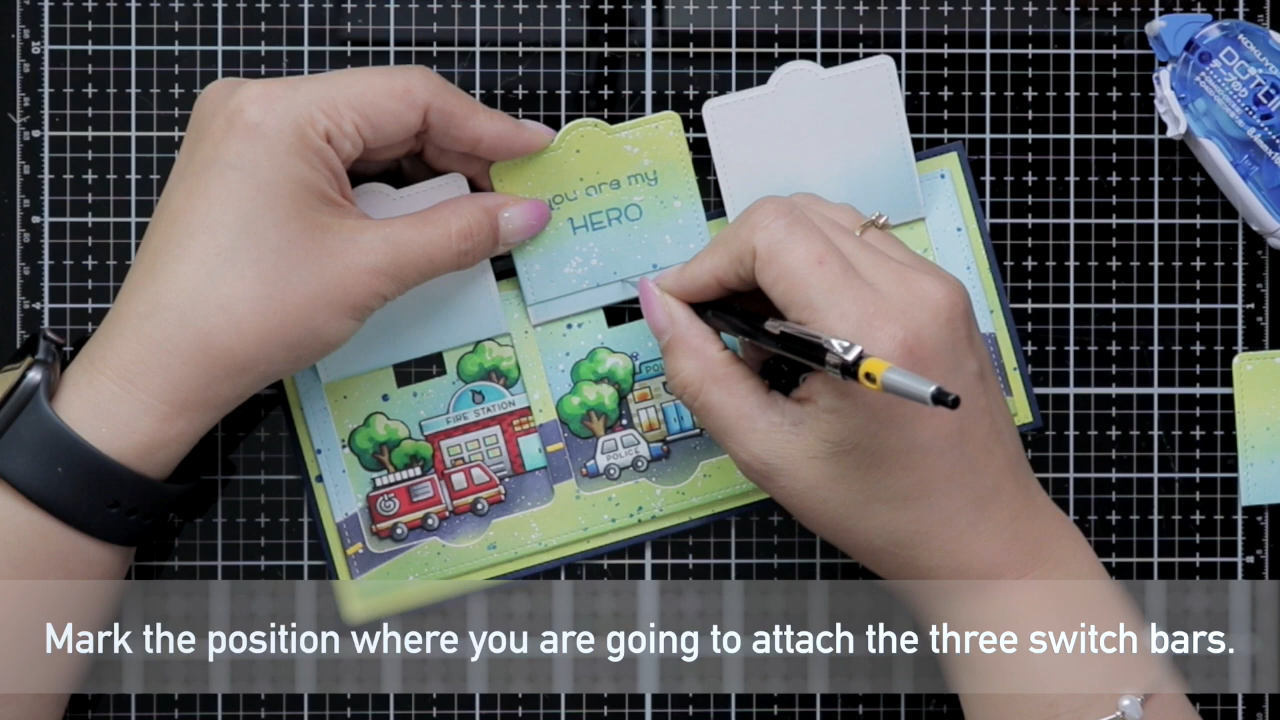 KOKUYO
you are my
HERO
FIRE STATION
POLICE
Mark the position where you are going to attach the three switch bars.